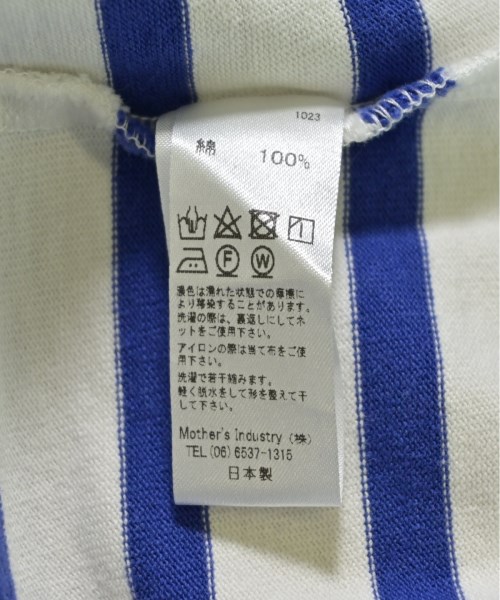 1023
綿 100%
F W
濃色は濡れた状態での摩擦に
より移染することがあります。
洗濯の際は、裏返しにしてネ
ットをご使用下さい。
アイロンの際は当て布をご使
用下さい。
洗濯で若干縮みます。
軽く脱水をして形を整えて干
して下さい。
Mother's Industry (株)
TEL (06) 6537-1315
日本製